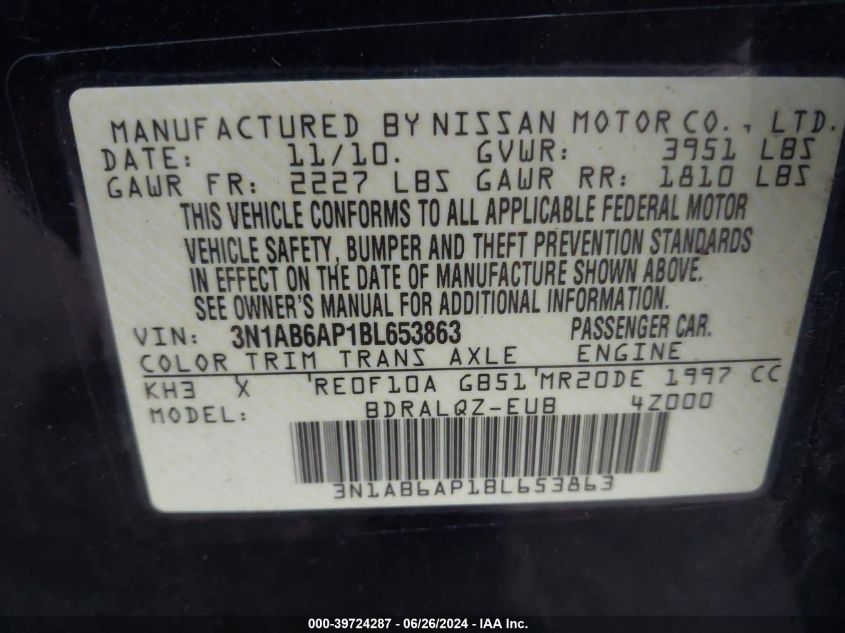 MANUFACTURED BY NISSAN MOTOR CO., LTD.
DATE: 11/10. GVWR: 3951 LBS
GAWR FR: 2227 LBS GAWR RR: 1810 LBS
THIS VEHICLE CONFORMS TO ALL APPLICABLE FEDERAL MOTOR
VEHICLE SAFETY, BUMPER AND THEFT PREVENTION STANDARDS
IN EFFECT ON THE DATE OF MANUFACTURE SHOWN ABOVE.
SEE OWNER'S MANUAL FOR ADDITIONAL INFORMATION.
VIN: 3N1AB6AP1BL653863 PASSENGER CAR.
COLOR TRIM TRANS AXLE ENGINE
KH3 X RE0F10A GB51 MR20DE 1997 CC
MODEL: BDRALQZ-EUB 4Z000
3N1AB6AP1BL653863
000-39724287 - 06/26/2024 - IAA Inc.